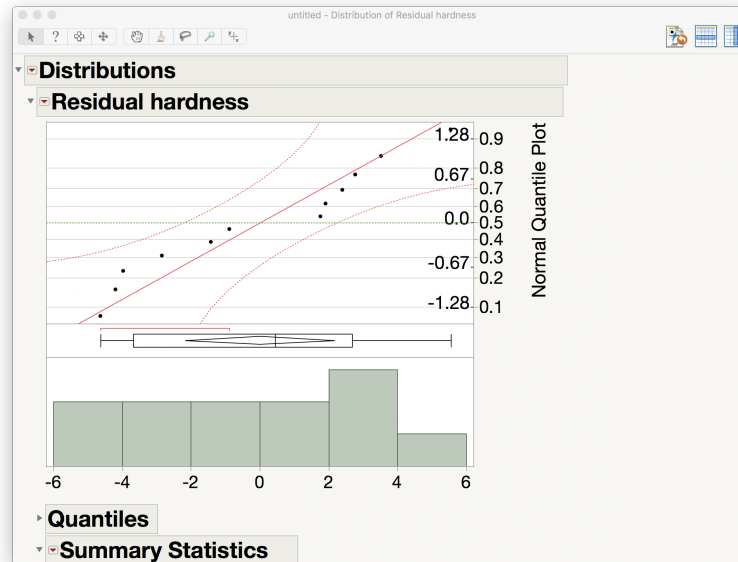 untitled - Distribution of Residual hardness
Distributions
Residual hardness
1.28 0.9
0.8
0.67
0.7
0.6
0.0 0.5
0.4
0.3
-0.67
0.2
-1.28 0.1
Normal Quantile Plot
-6 -4 -2 0 2 4 6
Quantiles
Summary Statistics